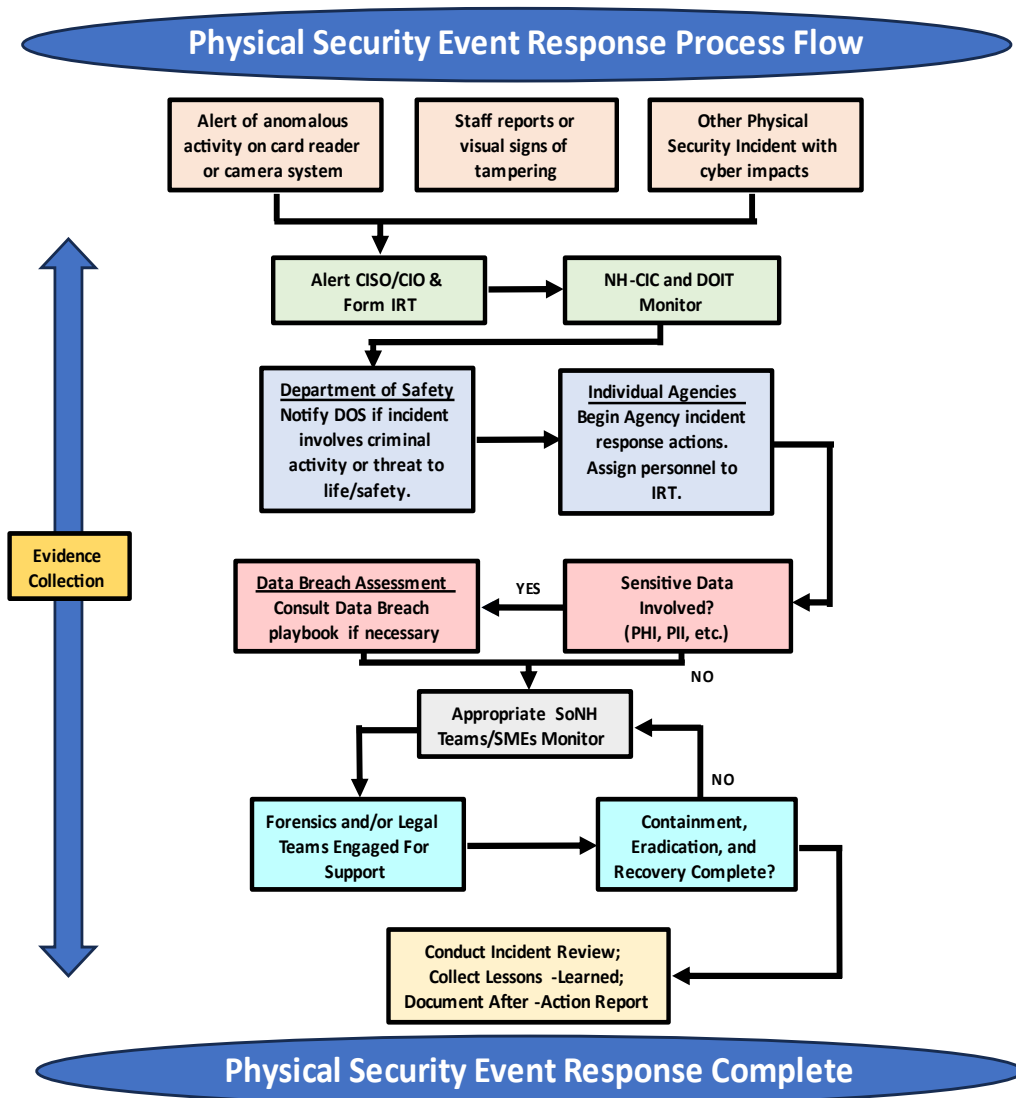 Physical Security Event Response Process Flow
Alert of anomalous
activity on card reader
or camera system
Staff reports or
visual signs of
tampering
Other Physical
Security Incident with
cyber impacts
Alert CISO/CIO &
Form IRT
NH-CIC and DOIT
Monitor
Department of Safety
Notify DOS if incident
involves criminal
activity or threat to
life/safety.
Individual Agencies
Begin Agency incident
response actions.
Assign personnel to
IRT.
Evidence
Collection
Data Breach Assessment
Consult Data Breach
playbook if necessary
YES
Sensitive Data
Involved?
(PHI, PII, etc.)
NO
Appropriate SoNH
Teams/SMEs Monitor
NO
Forensics and/or Legal
Teams Engaged For
Support
Containment,
Eradication, and
Recovery Complete?
Conduct Incident Review;
Collect Lessons -Learned;
Document After -Action Report
Physical Security Event Response Complete